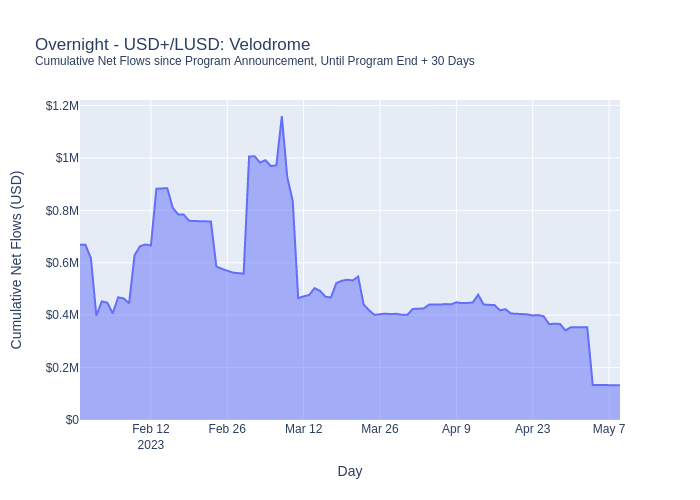 Overnight - USD+/LUSD: Velodrome
Cumulative Net Flows since Program Announcement, Until Program End + 30 Days
Cumulative Net Flows (USD)
$1.2M
$1M
$0.8M
$0.6M
$0.4M
$0.2M
$0
Feb 12 Feb 26 Mar 12 Mar 26 Apr 9 Apr 23 May 7
2023
Day